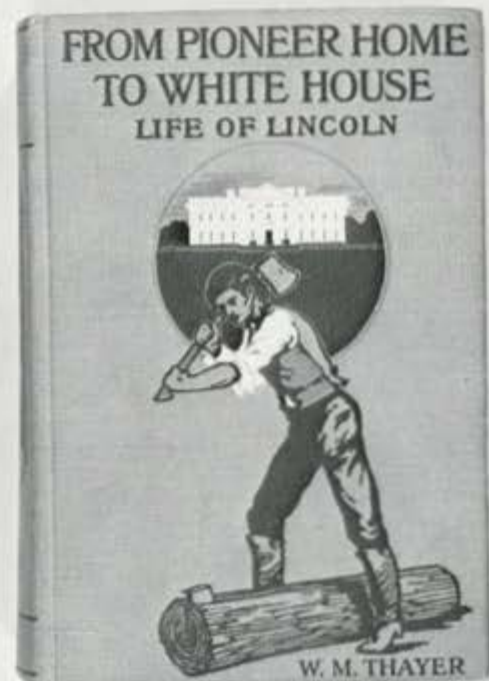 FROM PIONEER HOME
TO WHITE HOUSE
LIFE OF LINCOLN
W. M. THAYER